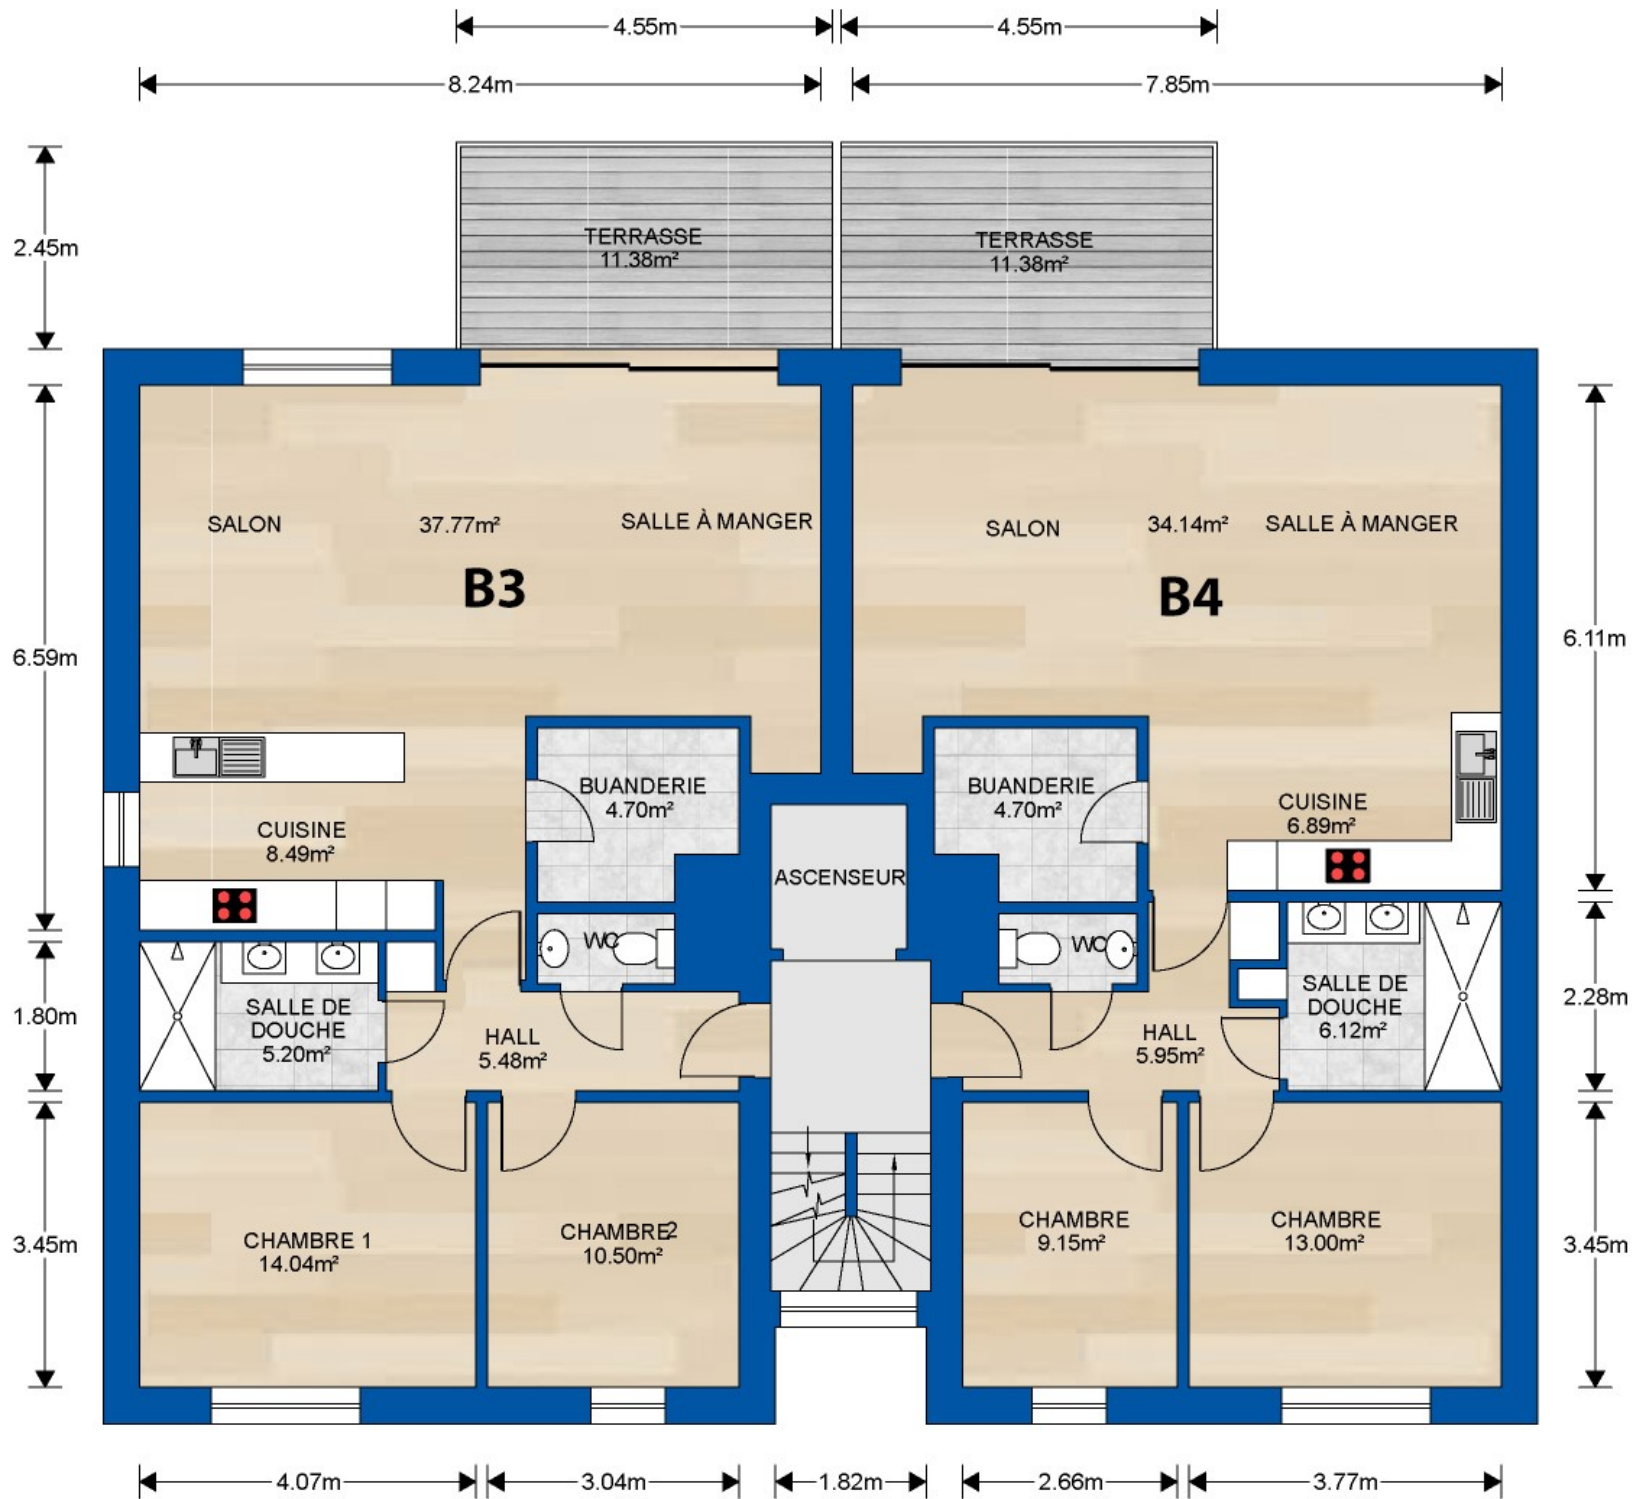 4.55m 4.55m
8.24m 7.85m
2.45m
TERRASSE
11.38m²
TERRASSE
11.38m²
SALON 37.77m² SALLE À MANGER
B3
SALON 34.14m² SALLE À MANGER
B4
6.59m
6.11m
BUANDERIE
4.70m²
BUANDERIE
4.70m²
CUISINE
8.49m²
CUISINE
6.89m²
ASCENSEUR
WC
WC
1.80m
SALLE DE
DOUCHE
5.20m²
HALL
5.48m²
HALL
5.95m²
SALLE DE
DOUCHE
6.12m²
2.28m
3.45m
CHAMBRE 1
14.04m²
CHAMBRE2
10.50m²
CHAMBRE
9.15m²
CHAMBRE
13.00m²
3.45m
4.07m 3.04m 1.82m 2.66m 3.77m